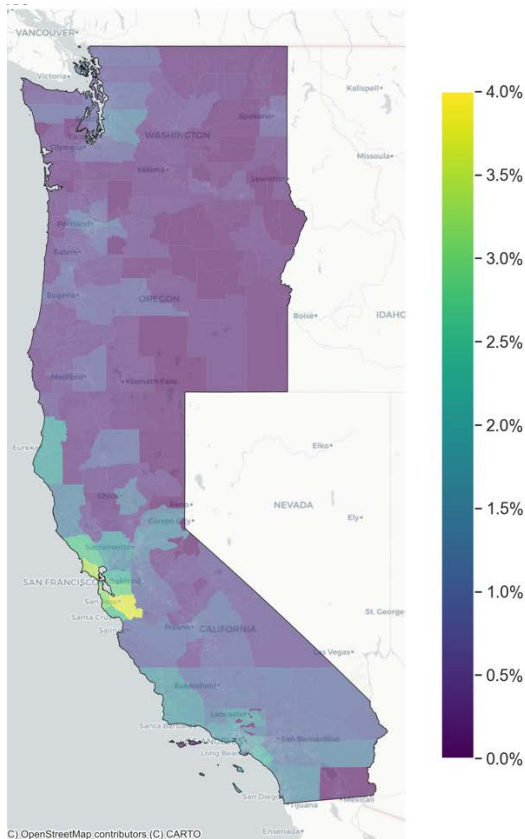 VANCOUVER
Victoria
Kalispell
Spokane
WASHINGTON
Olympia
Missoula
Yakima
Lewiston
Portland
Salem
Eugene
OREGON
Boise
IDAHO
Medford
Klamath Falls
Eureka
Elko
Chico
Reno
NEVADA
Carson City
Ely
Sacramento
SAN FRANCISCO
Oakland
San Jose
Santa Cruz
Salinas
St. George
Fresno
CALIFORNIA
Las Vegas
Bakersfield
Lancaster
Santa Barbara
LOS ANGELES
San Bernardino
Long Beach
San Diego
Mexicali
Tijuana
Ensenada
C) OpenStreetMap contributors (C) CARTO
4.0%
3.5%
3.0%
2.5%
2.0%
1.5%
1.0%
0.5%
0.0%